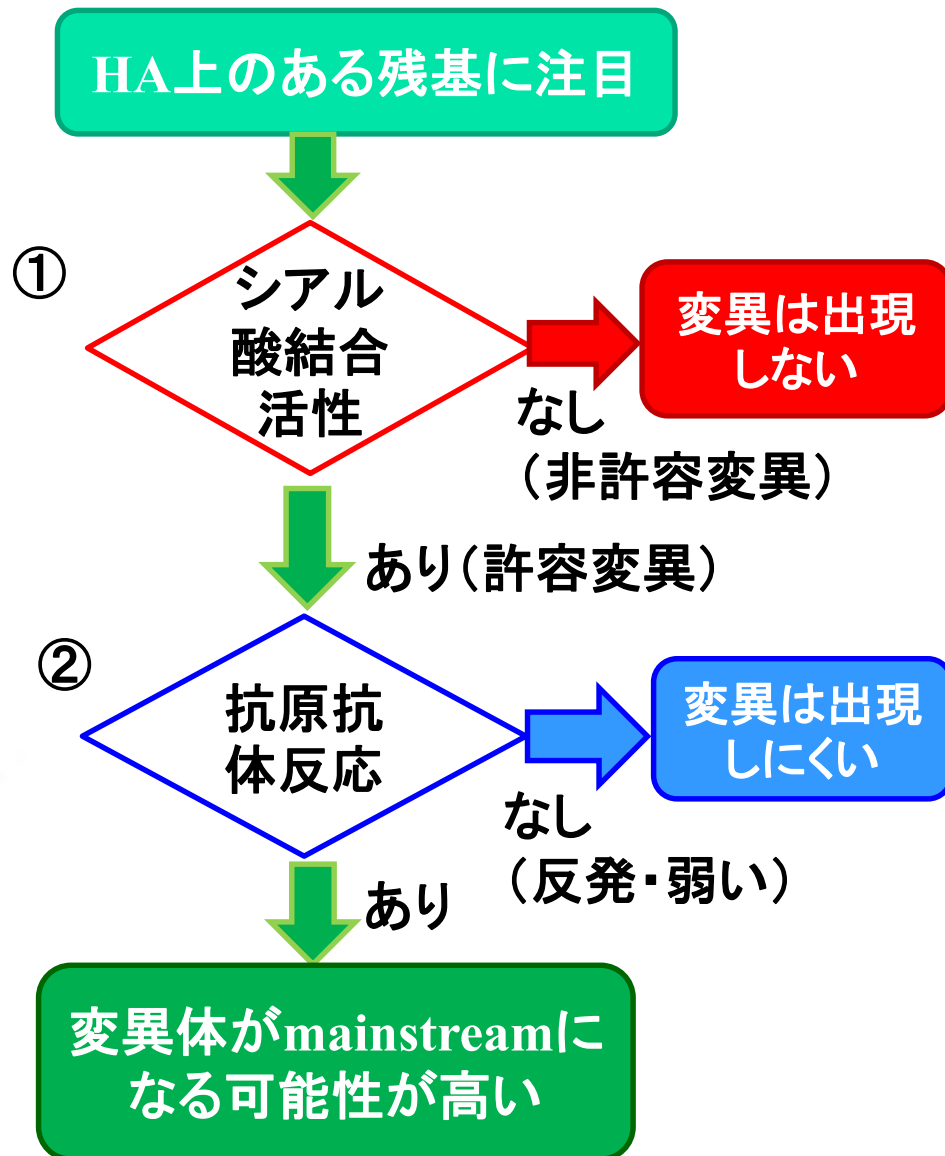 HA上のある残基に注目
①
シアル
酸結合
活性
変異は出現
しない
なし
（非許容変異）
あり（許容変異）
②
抗原抗
体反応
変異は出現
しにくい
なし
（反発・弱い）
あり
変異体がmainstreamに
なる可能性が高い